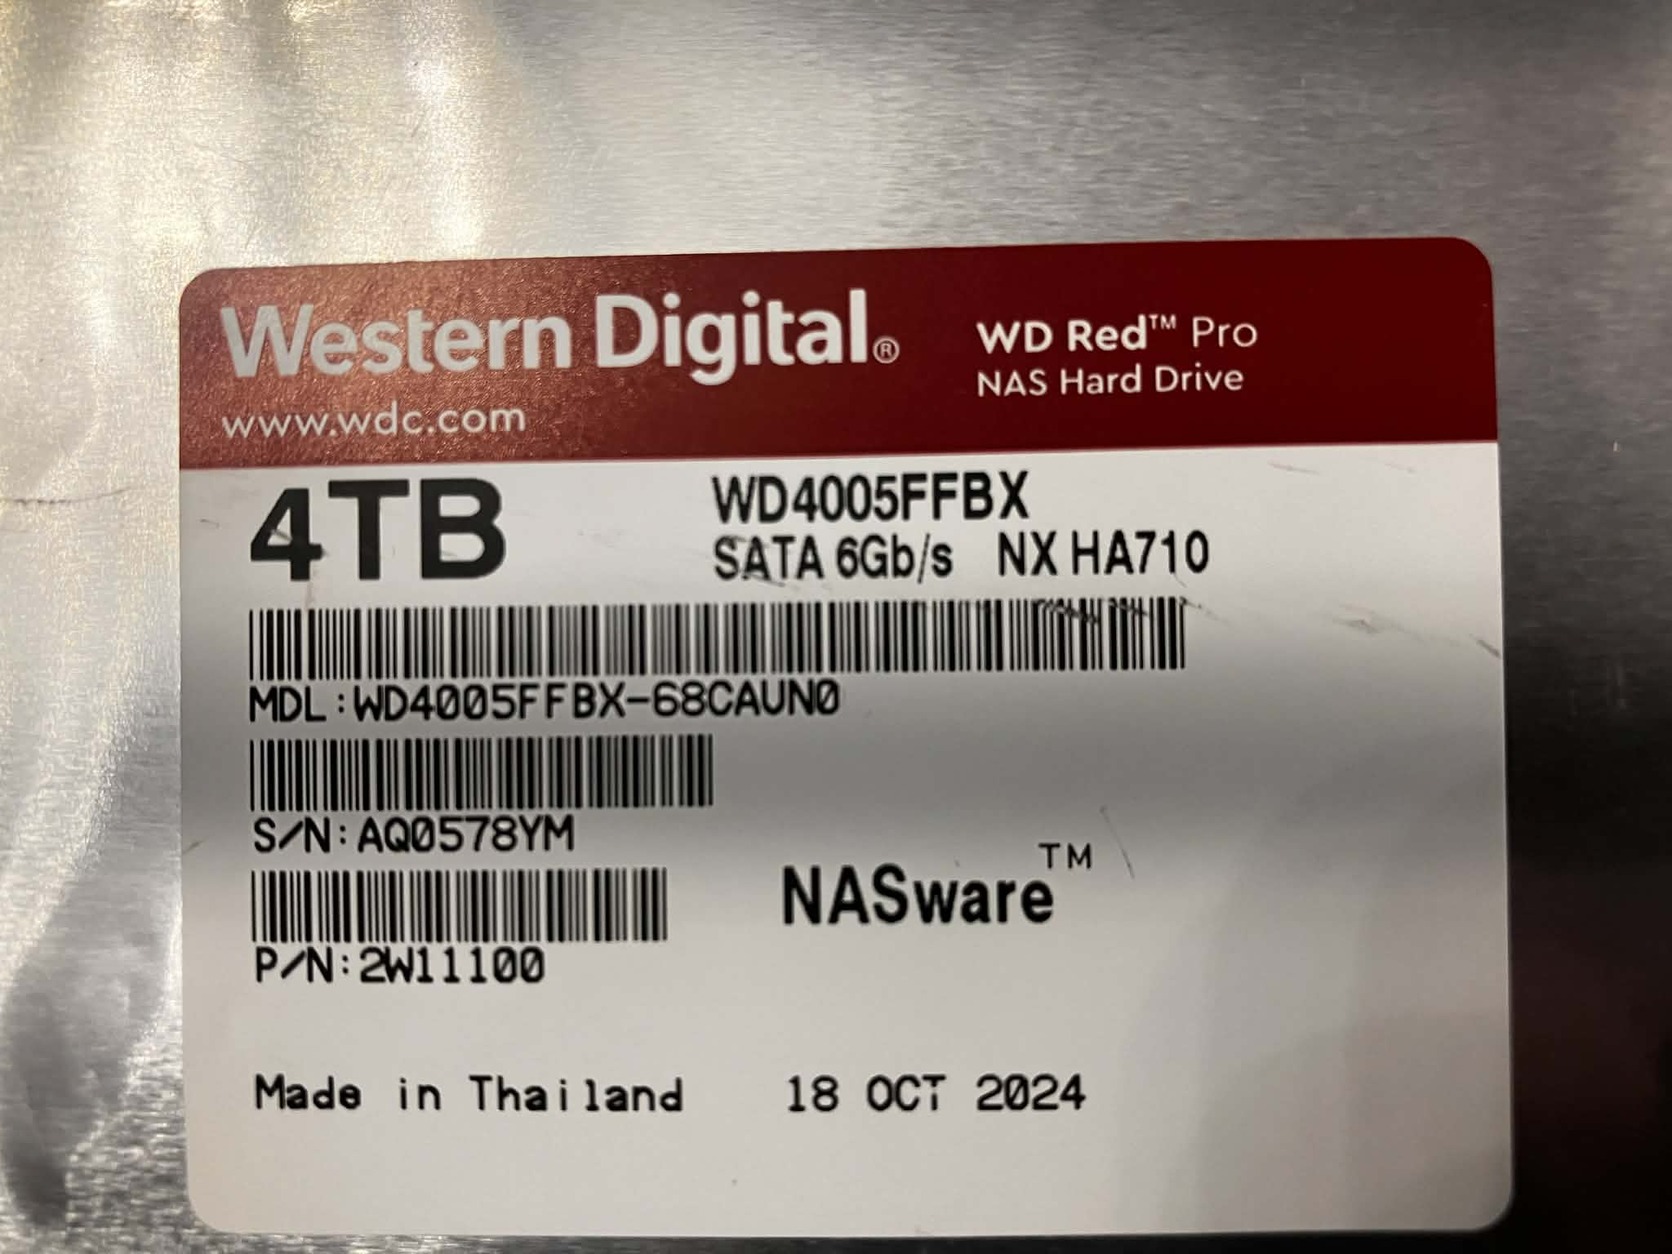 Western Digital®
www.wdc.com
WD Red™ Pro
NAS Hard Drive
4TB
WD4005FFBX
SATA 6Gb/s NX HA710
MDL:WD4005FFBX-68CAUN0
S/N:AQ0578YM
P/N:2W11100
NASware™
Made in Thailand 18 OCT 2024